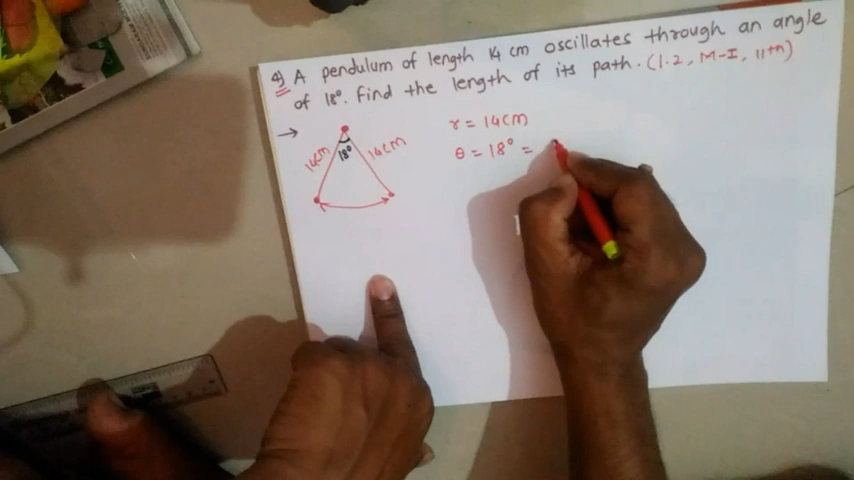 4) A pendulum of length 14 cm oscillates through an angle
of 18°. Find the length of its path. (1.2, M-I, 11th)
→
14cm
18°
14cm
r = 14cm
θ = 18° =